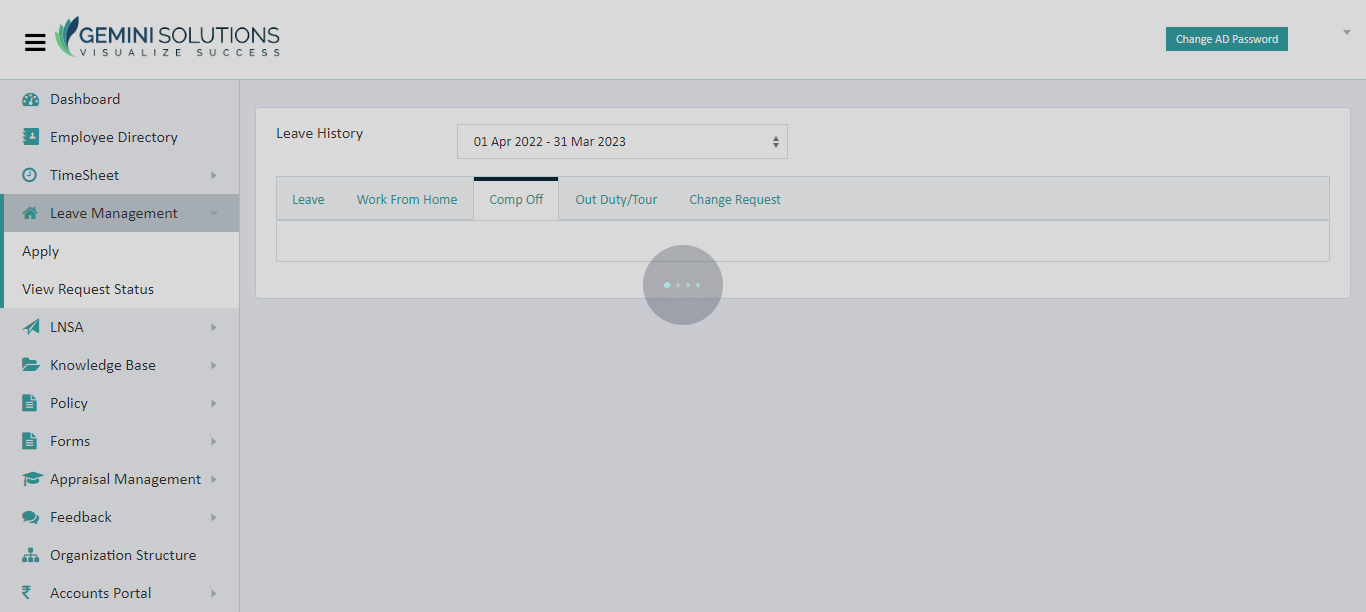 GEMINI SOLUTIONS
VISUALIZE SUCCESS
Change AD Password
Dashboard
Employee Directory
TimeSheet
Leave Management
Apply
View Request Status
LNSA
Knowledge Base
Policy
Forms
Appraisal Management
Feedback
Organization Structure
Accounts Portal
Leave History
01 Apr 2022 - 31 Mar 2023
Leave Work From Home Comp Off Out Duty/Tour Change Request